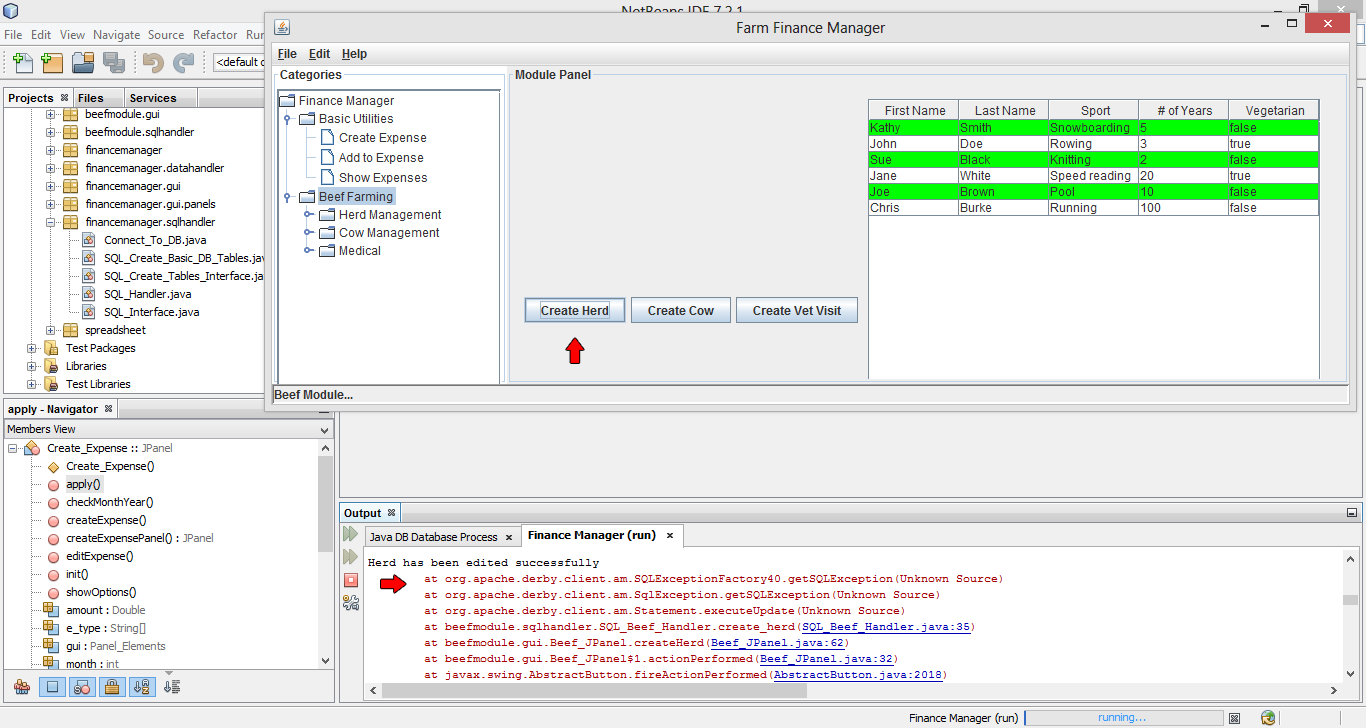 NetBeans IDE 7.2.1
File Edit View Navigate Source Refactor Run
<default c
Projects Files Services
beefmodule.gui
beefmodule.sqlhandler
financemanager
financemanager.datahandler
financemanager.gui
financemanager.gui.panels
financemanager.sqlhandler
Connect_To_DB.java
SQL_Create_Basic_DB_Tables.jav
SQL_Create_Tables_Interface.ja
SQL_Handler.java
SQL_Interface.java
spreadsheet
Test Packages
Libraries
Test Libraries
apply - Navigator
Members View
Create_Expense :: JPanel
Create_Expense()
apply()
checkMonthYear()
createExpense()
createExpensePanel() : JPanel
editExpense()
init()
showOptions()
amount : Double
e_type : String[]
gui : Panel_Elements
month : int
Farm Finance Manager
File Edit Help
Categories
Finance Manager
Basic Utilities
Create Expense
Add to Expense
Show Expenses
Beef Farming
Herd Management
Cow Management
Medical
Module Panel
Create Herd Create Cow Create Vet Visit
First Name Last Name Sport # of Years Vegetarian
Kathy Smith Snowboarding 5 false
John Doe Rowing 3 true
Sue Black Knitting 2 false
Jane White Speed reading 20 true
Joe Brown Pool 10 false
Chris Burke Running 100 false
Beef Module...
Output
Java DB Database Process Finance Manager (run)
Herd has been edited successfully
at org.apache.derby.client.am.SQLExceptionFactory40.getSQLException(Unknown Source)
at org.apache.derby.client.am.SqlException.getSQLException(Unknown Source)
at org.apache.derby.client.am.Statement.executeUpdate(Unknown Source)
at beefmodule.sqlhandler.SQL_Beef_Handler.create_herd(SQL_Beef_Handler.java:35)
at beefmodule.gui.Beef_JPanel.createHerd(Beef_JPanel.java:62)
at beefmodule.gui.Beef_JPanel$1.actionPerformed(Beef_JPanel.java:32)
at javax.swing.AbstractButton.fireActionPerformed(AbstractButton.java:2018)
Finance Manager (run) running...